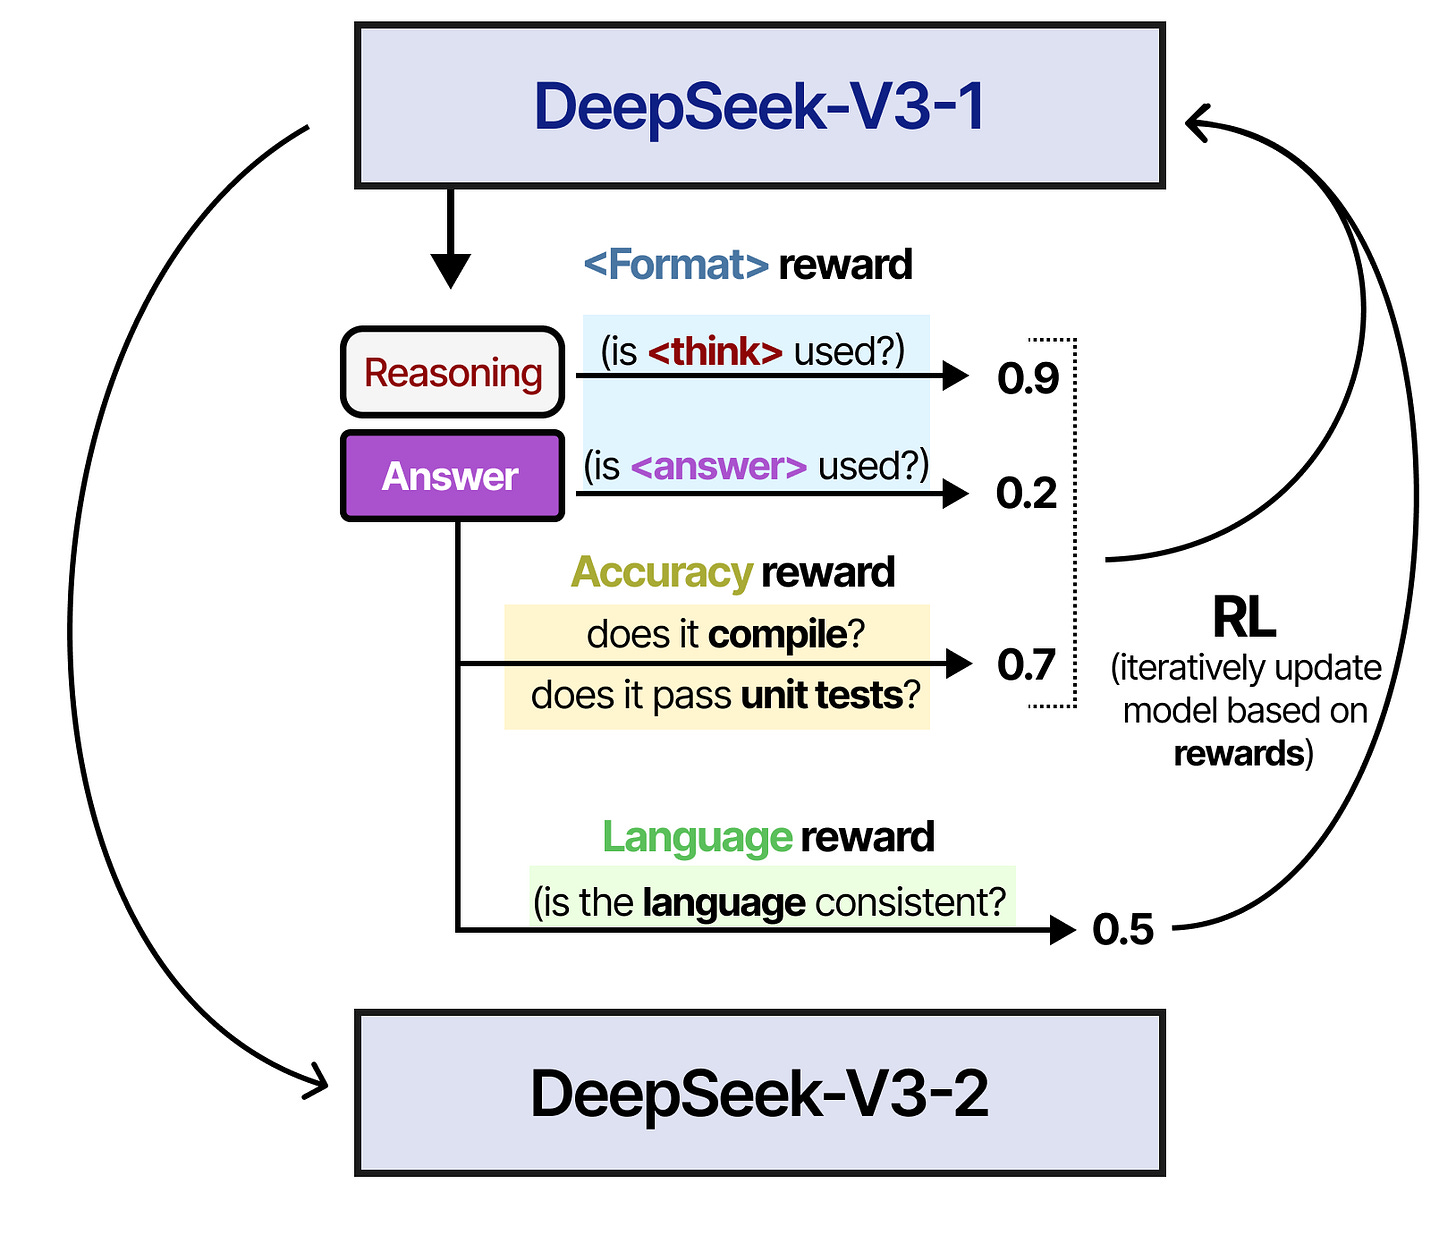 DeepSeek-V3-1
<Format> reward
(is <think> used?)
Reasoning
0.9
(is <answer> used?)
Answer
0.2
Accuracy reward
does it compile?
0.7
does it pass unit tests?
RL
(iteratively update
model based on
rewards)
Language reward
(is the language consistent?
0.5
DeepSeek-V3-2